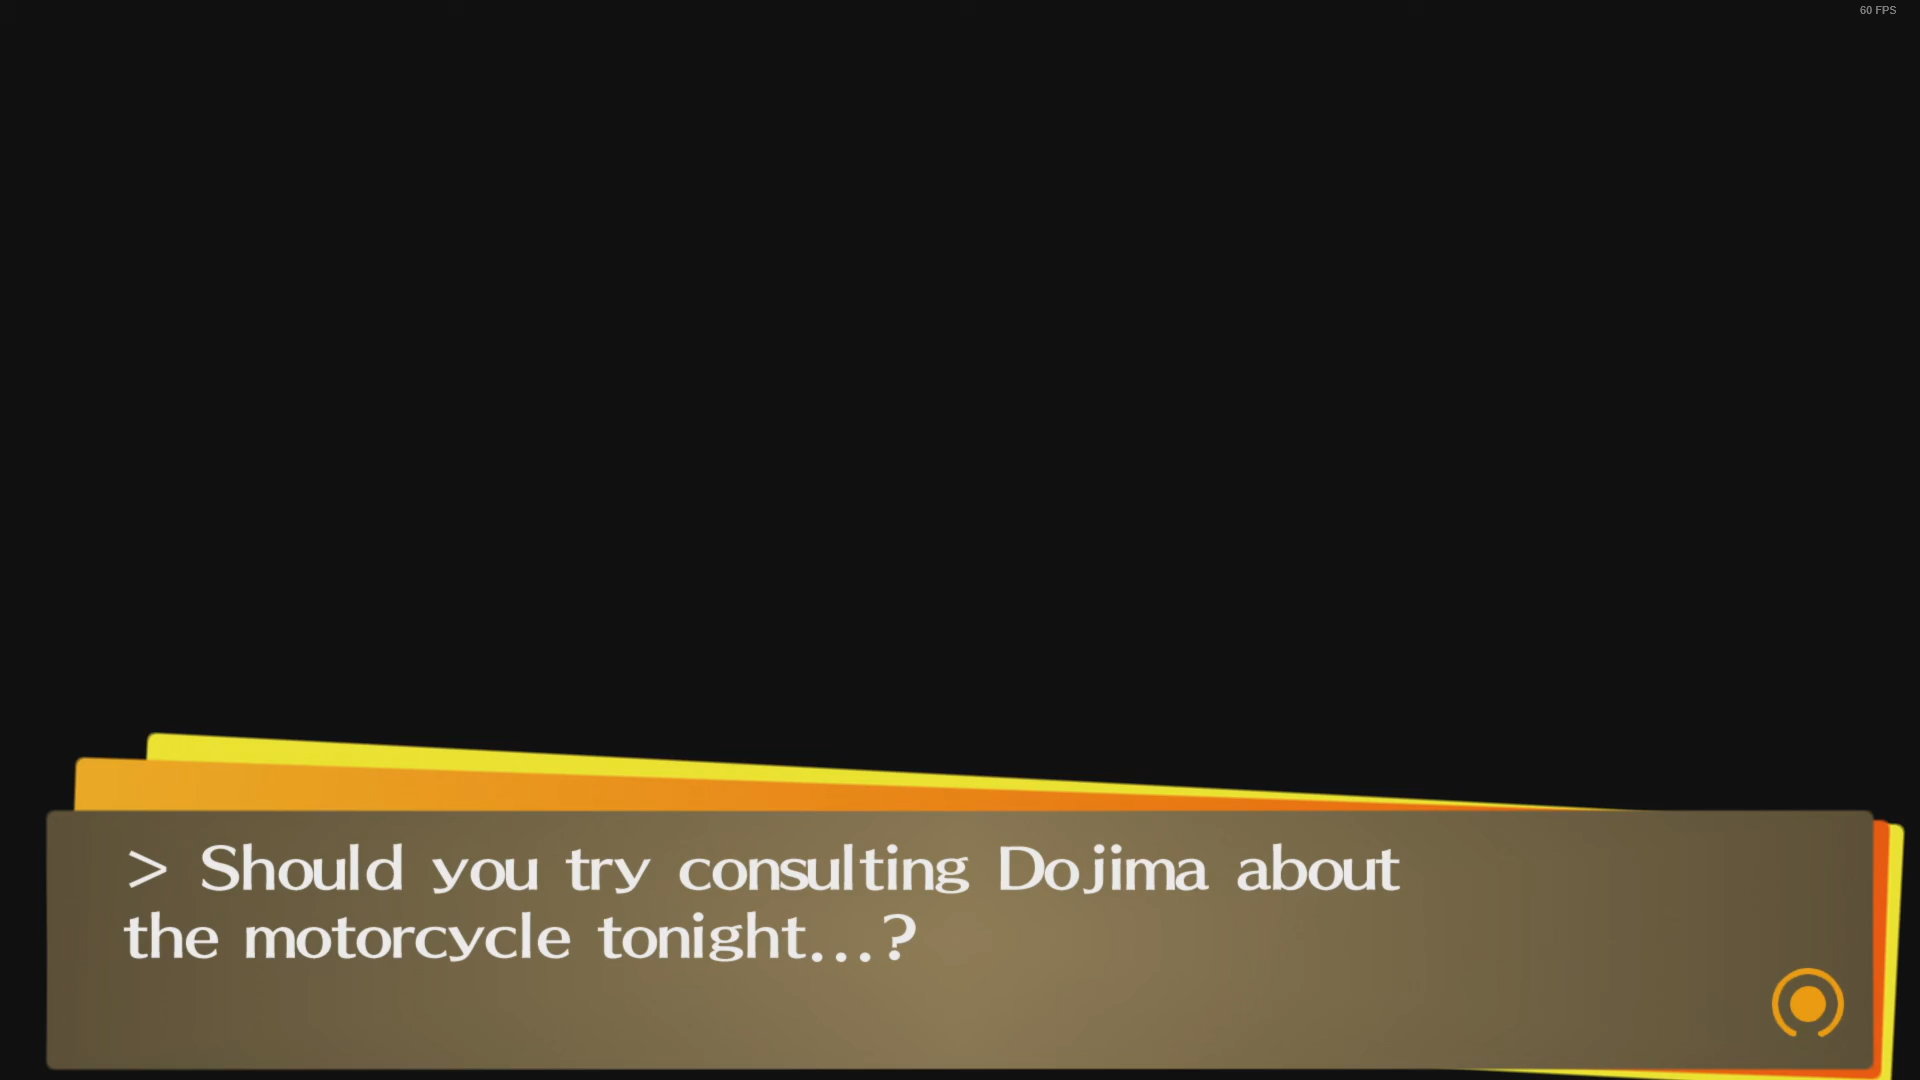 60 FPS
> Should you try consulting Dojima about
the motorcycle tonight...?